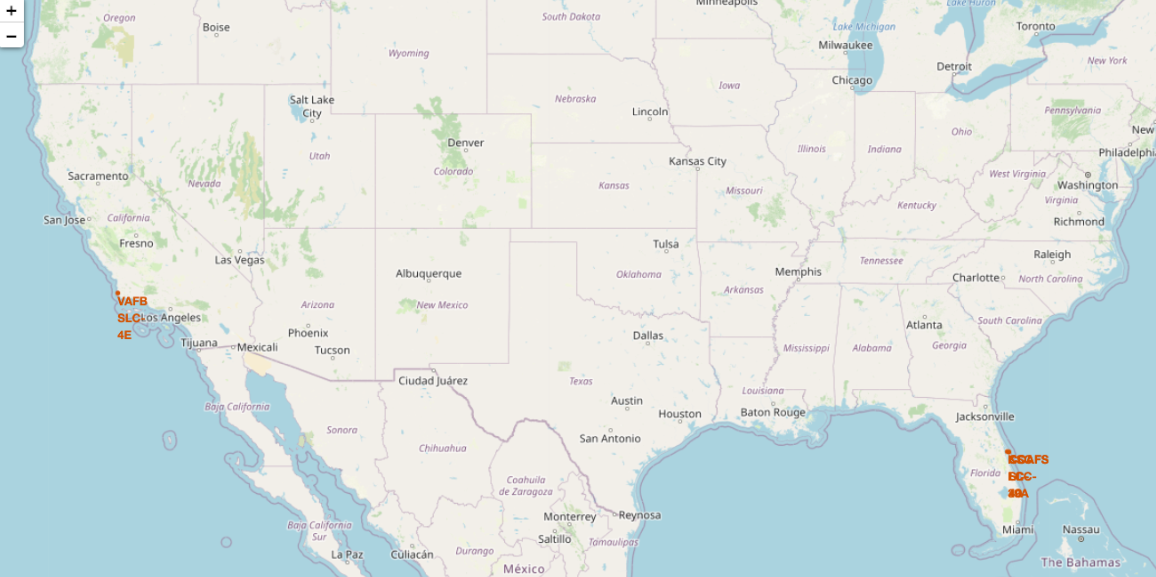 +
−
Oregon
Boise
South Dakota
Minneapolis
Lake Michigan
Lake Huron
Toronto
Wyoming
Milwaukee
Detroit
New York
Chicago
Iowa
Nebraska
Salt Lake
City
Lincoln
Pennsylvania
New
Ohio
Denver
Illinois
Indiana
Philadelphi
Utah
Kansas City
Colorado
West Virginia
Sacramento
Nevada
Kansas
Missouri
Washington
Virginia
San Jose
California
Kentucky
Richmond
Fresno
Tulsa
Las Vegas
Raleigh
Albuquerque
Oklahoma
Memphis
Tennessee
Charlotte
North Carolina
Arizona
New Mexico
Arkansas
VAFB
SLC-
4E
Los Angeles
South Carolina
Atlanta
Phoenix
Dallas
Tijuana
Mexicali
Tucson
Mississippi
Alabama
Georgia
Ciudad Juárez
Texas
Louisiana
Baja California
Austin
Houston
Baton Rouge
Jacksonville
Sonora
San Antonio
Chihuahua
Florida
Coahuila
de Zaragoza
Baja California
Sur
Monterrey
Reynosa
Miami
Nassau
Saltillo
Tamaulipas
La Paz
Culiacán
Durango
México
The Bahamas